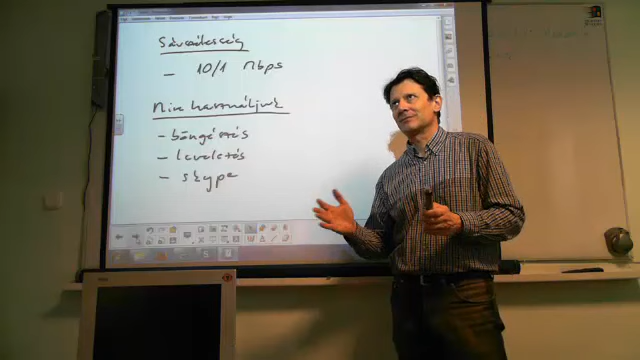 Sávszélesség
– 10/1 Mbps
Mire használjuk
– böngészés
– levelezés
– skype